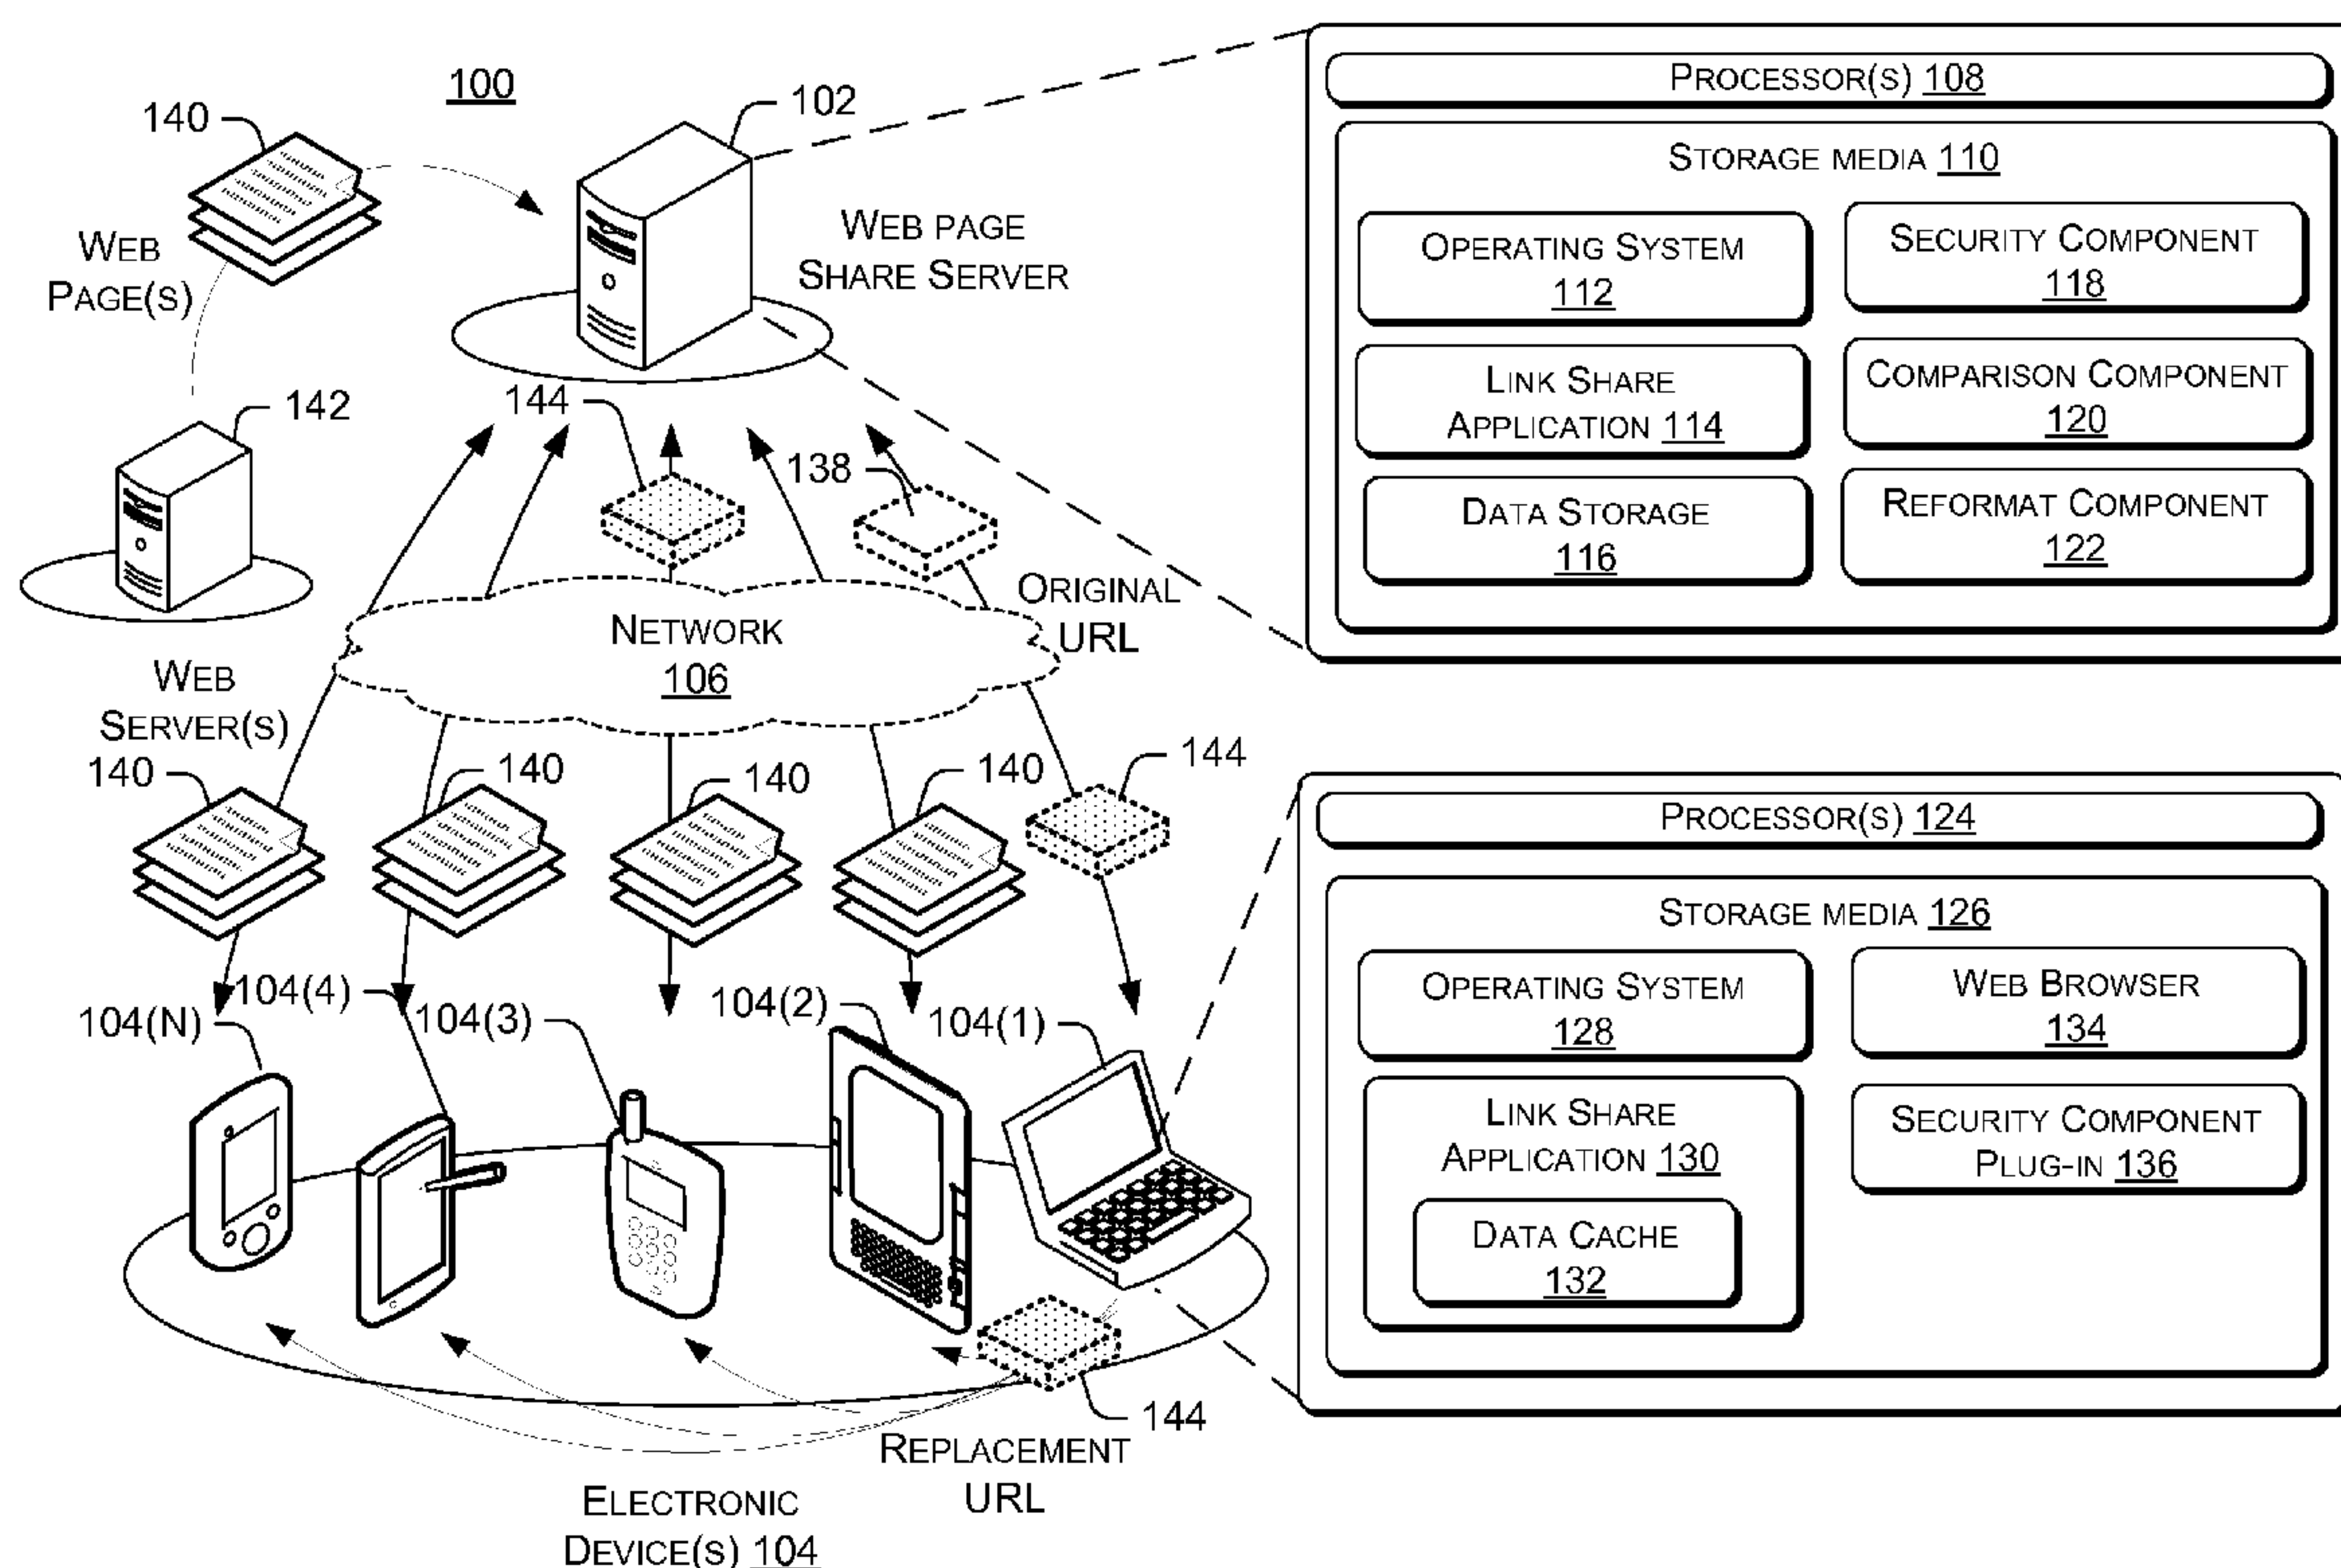 100
102
140
WEB
PAGE(S)
WEB PAGE
SHARE SERVER
142
144
138
ORIGINAL
URL
NETWORK
106
WEB
SERVER(S)
140
140
140
140
144
104(N)
104(4)
104(3)
104(2)
104(1)
144
REPLACEMENT
URL
ELECTRONIC
DEVICE(S) 104
PROCESSOR(S) 108
STORAGE MEDIA 110
OPERATING SYSTEM
112
SECURITY COMPONENT
118
LINK SHARE
APPLICATION 114
COMPARISON COMPONENT
120
DATA STORAGE
116
REFORMAT COMPONENT
122
PROCESSOR(S) 124
STORAGE MEDIA 126
OPERATING SYSTEM
128
WEB BROWSER
134
LINK SHARE
APPLICATION 130
DATA CACHE
132
SECURITY COMPONENT
PLUG-IN 136